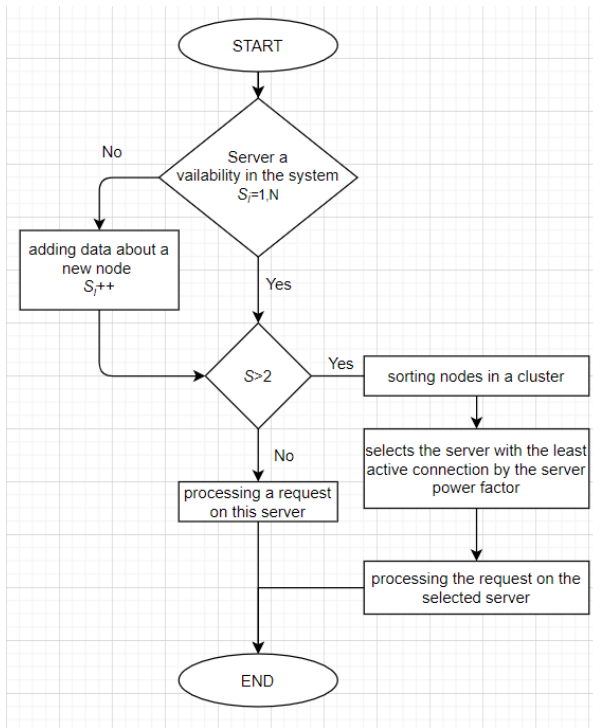 START
No
Server a
vailability in the system
Sᵢ=1,N
adding data about a
new node
Sᵢ++
Yes
S>2
Yes
sorting nodes in a cluster
selects the server with the least
active connection by the server
power factor
No
processing a request
on this server
processing the request on the
selected server
END